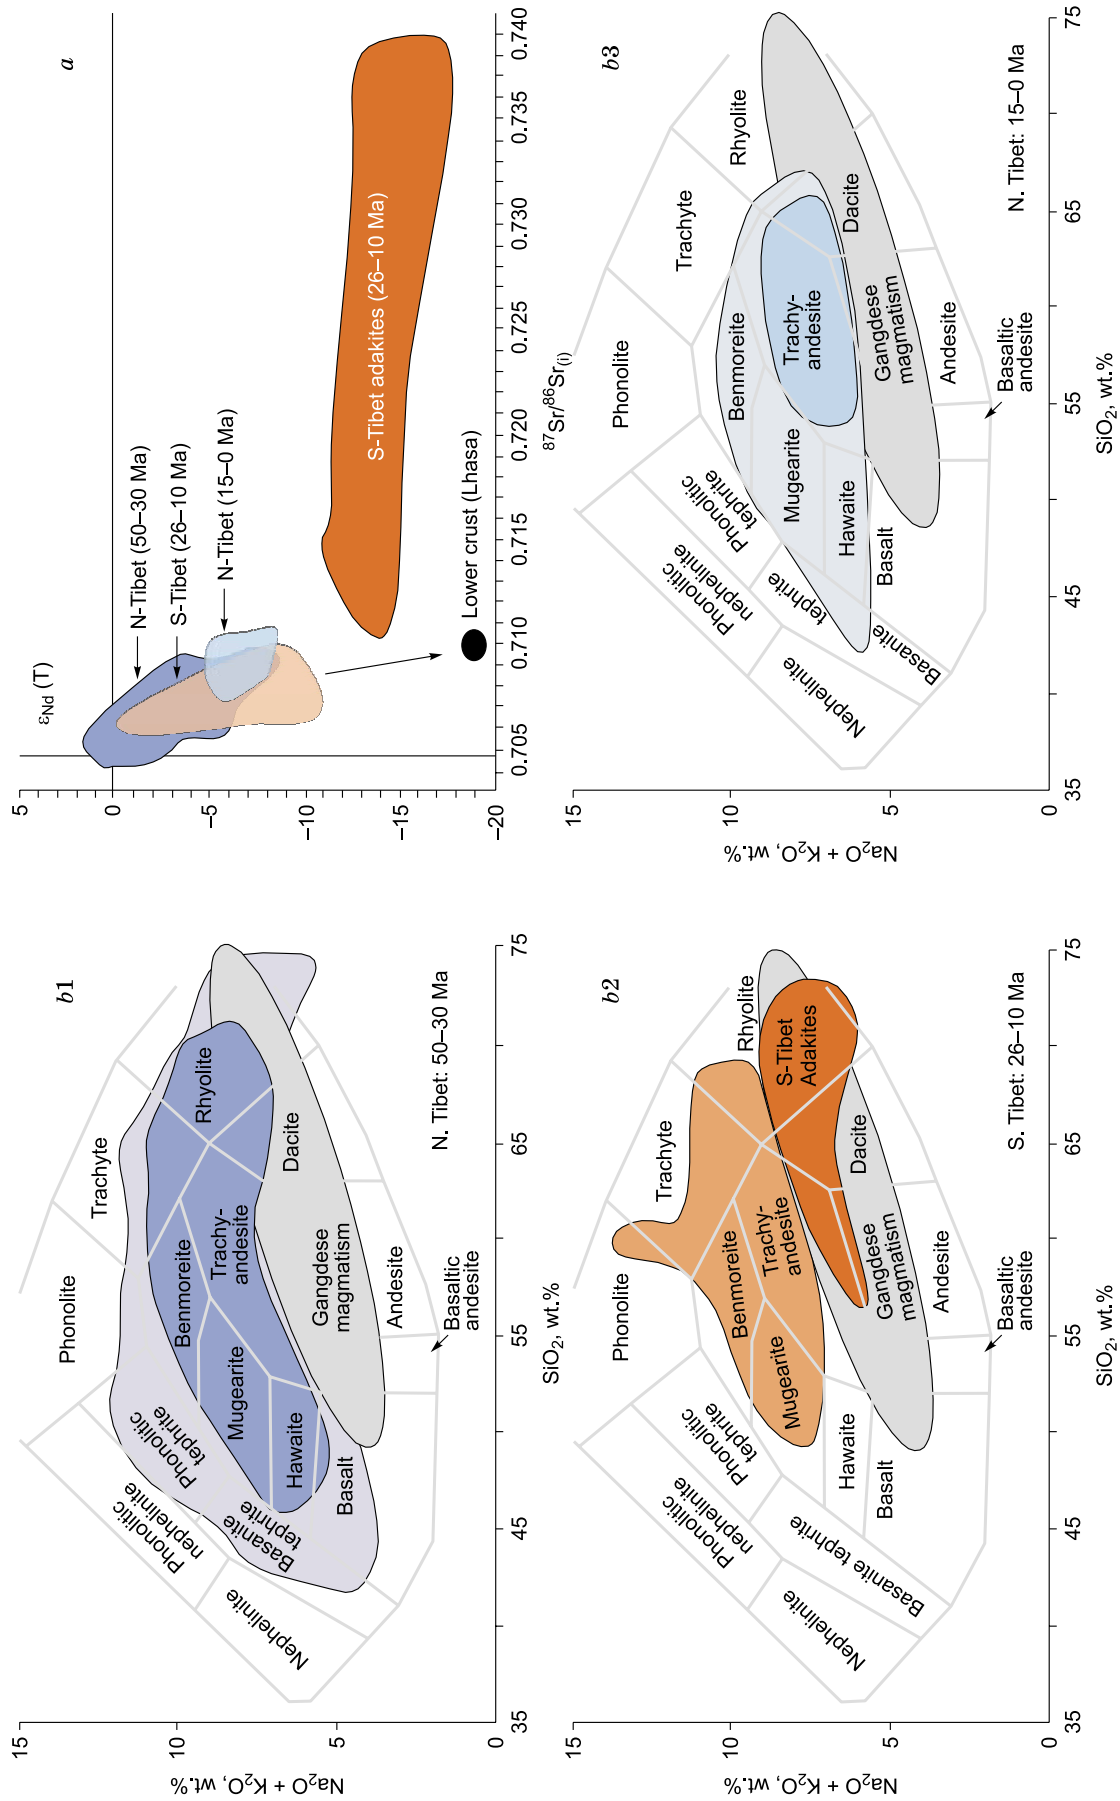 b1
15
10
5
0
Na2O + K2O, wt.%
35
45
55
65
75
SiO2, wt.%
N. Tibet: 50–30 Ma
Phonolite
Trachyte
Rhyolite
Benmoreite
Trachy-
andesite
Dacite
Phonolitic
tephrite
Mugearite
Gangdese
magmatism
Phonolitic
nephelinite
Hawaite
Andesite
Basanite
tephrite
Basalt
Basaltic
andesite
Nephelinite
a
5
0
–5
–10
–15
–20
εNd (T)
0.705
0.710
0.715
0.720
0.725
0.730
0.735
0.740
87Sr/86Sr(i)
N-Tibet (50–30 Ma)
S-Tibet (26–10 Ma)
N-Tibet (15–0 Ma)
S-Tibet adakites (26–10 Ma)
Lower crust (Lhasa)
b2
15
10
5
0
Na2O + K2O, wt.%
35
45
55
65
75
SiO2, wt.%
S. Tibet: 26–10 Ma
Phonolite
Trachyte
Rhyolite
Phonolitic
tephrite
Benmoreite
Trachy-
andesite
S-Tibet
Adakites
Phonolitic
nephelinite
Mugearite
Dacite
Hawaite
Gangdese
magmatism
Basanite tephrite
Basalt
Andesite
Nephelinite
Basaltic
andesite
b3
15
10
5
0
Na2O + K2O, wt.%
35
45
55
65
75
SiO2, wt.%
N. Tibet: 15–0 Ma
Phonolite
Trachyte
Rhyolite
Phonolitic
tephrite
Benmoreite
Trachy-
andesite
Phonolitic
nephelinite
Mugearite
Dacite
tephrite
Hawaite
Gangdese
magmatism
Basanite
Basalt
Andesite
Nephelinite
Basaltic
andesite